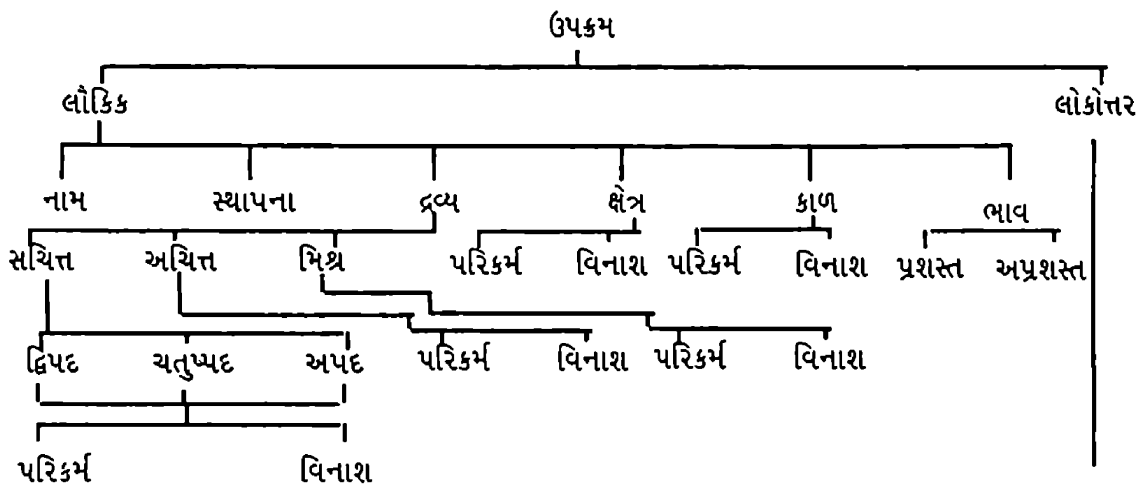 ઉપક્રમ
લૌકિક લોકોત્તર
નામ સ્થાપના દ્રવ્ય ક્ષેત્ર કાળ ભાવ
સચિત્ત અચિત્ત મિશ્ર પરિકર્મ વિનાશ પરિકર્મ વિનાશ પ્રશસ્ત અપ્રશસ્ત
દ્વિપદ ચતુષ્પદ અપદ પરિકર્મ વિનાશ પરિકર્મ વિનાશ
પરિકર્મ વિનાશ